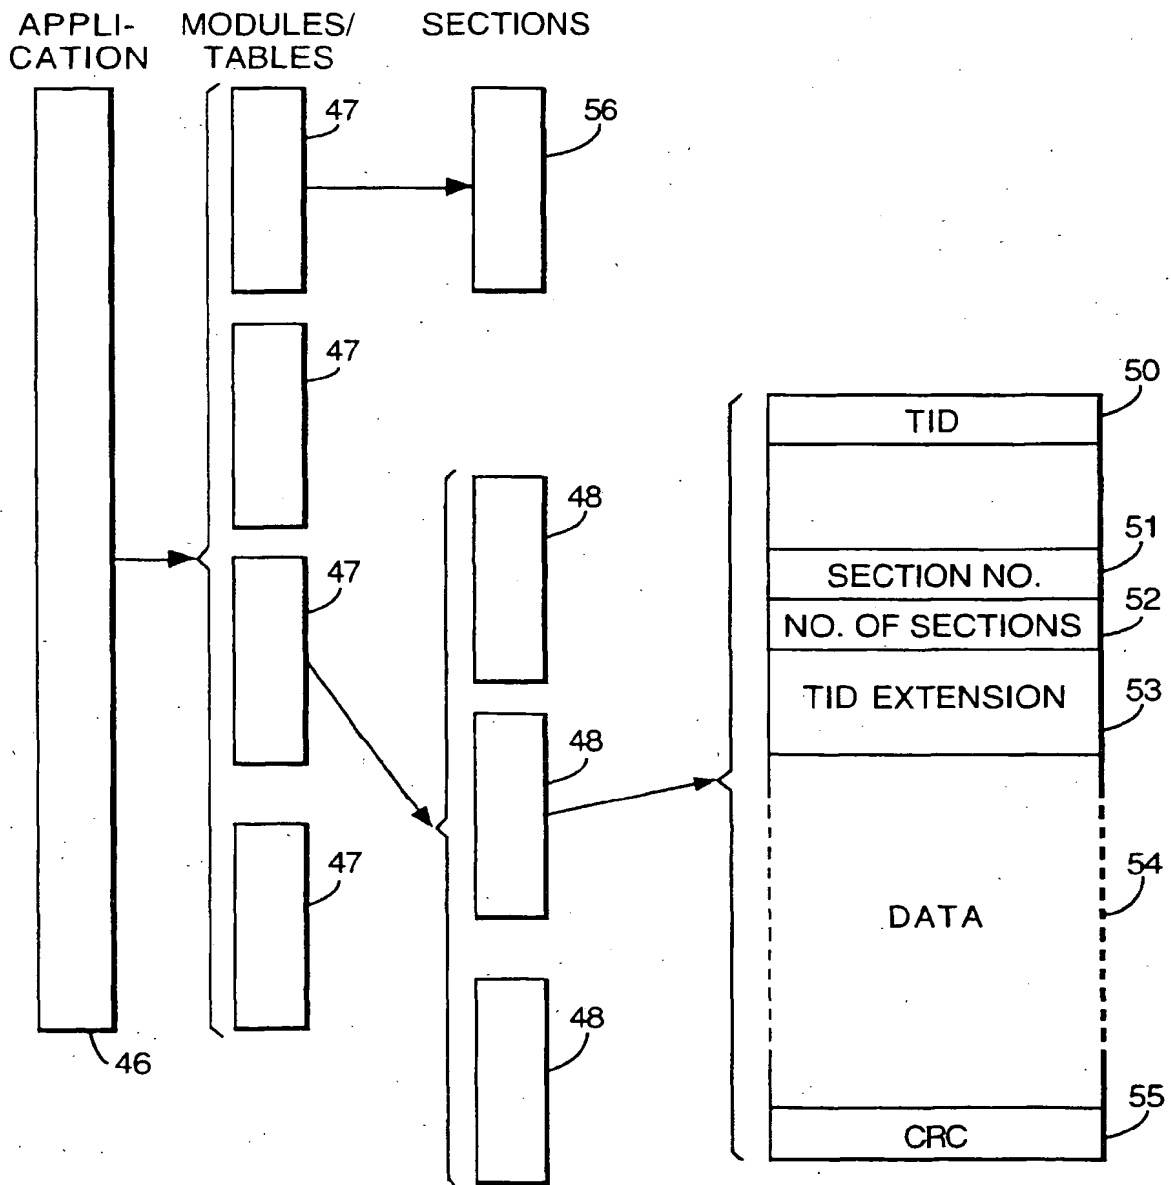 APPLI-
CATION
MODULES/
TABLES
SECTIONS
47
56
47
50
TID
48
51
SECTION NO.
47
52
NO. OF SECTIONS
53
TID EXTENSION
48
47
54
DATA
48
46
55
CRC